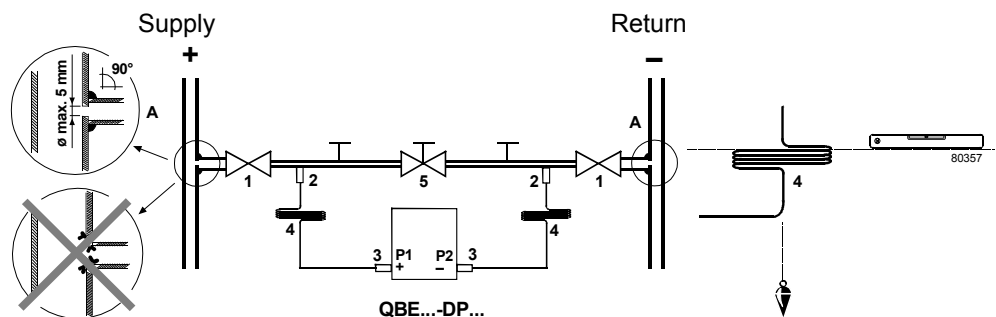 Supply
Return
+
–
90°
ø max. 5 mm
A
A
1
2
5
2
1
80357
4
4
4
3
P1
+
P2
–
3
QBE...-DP...